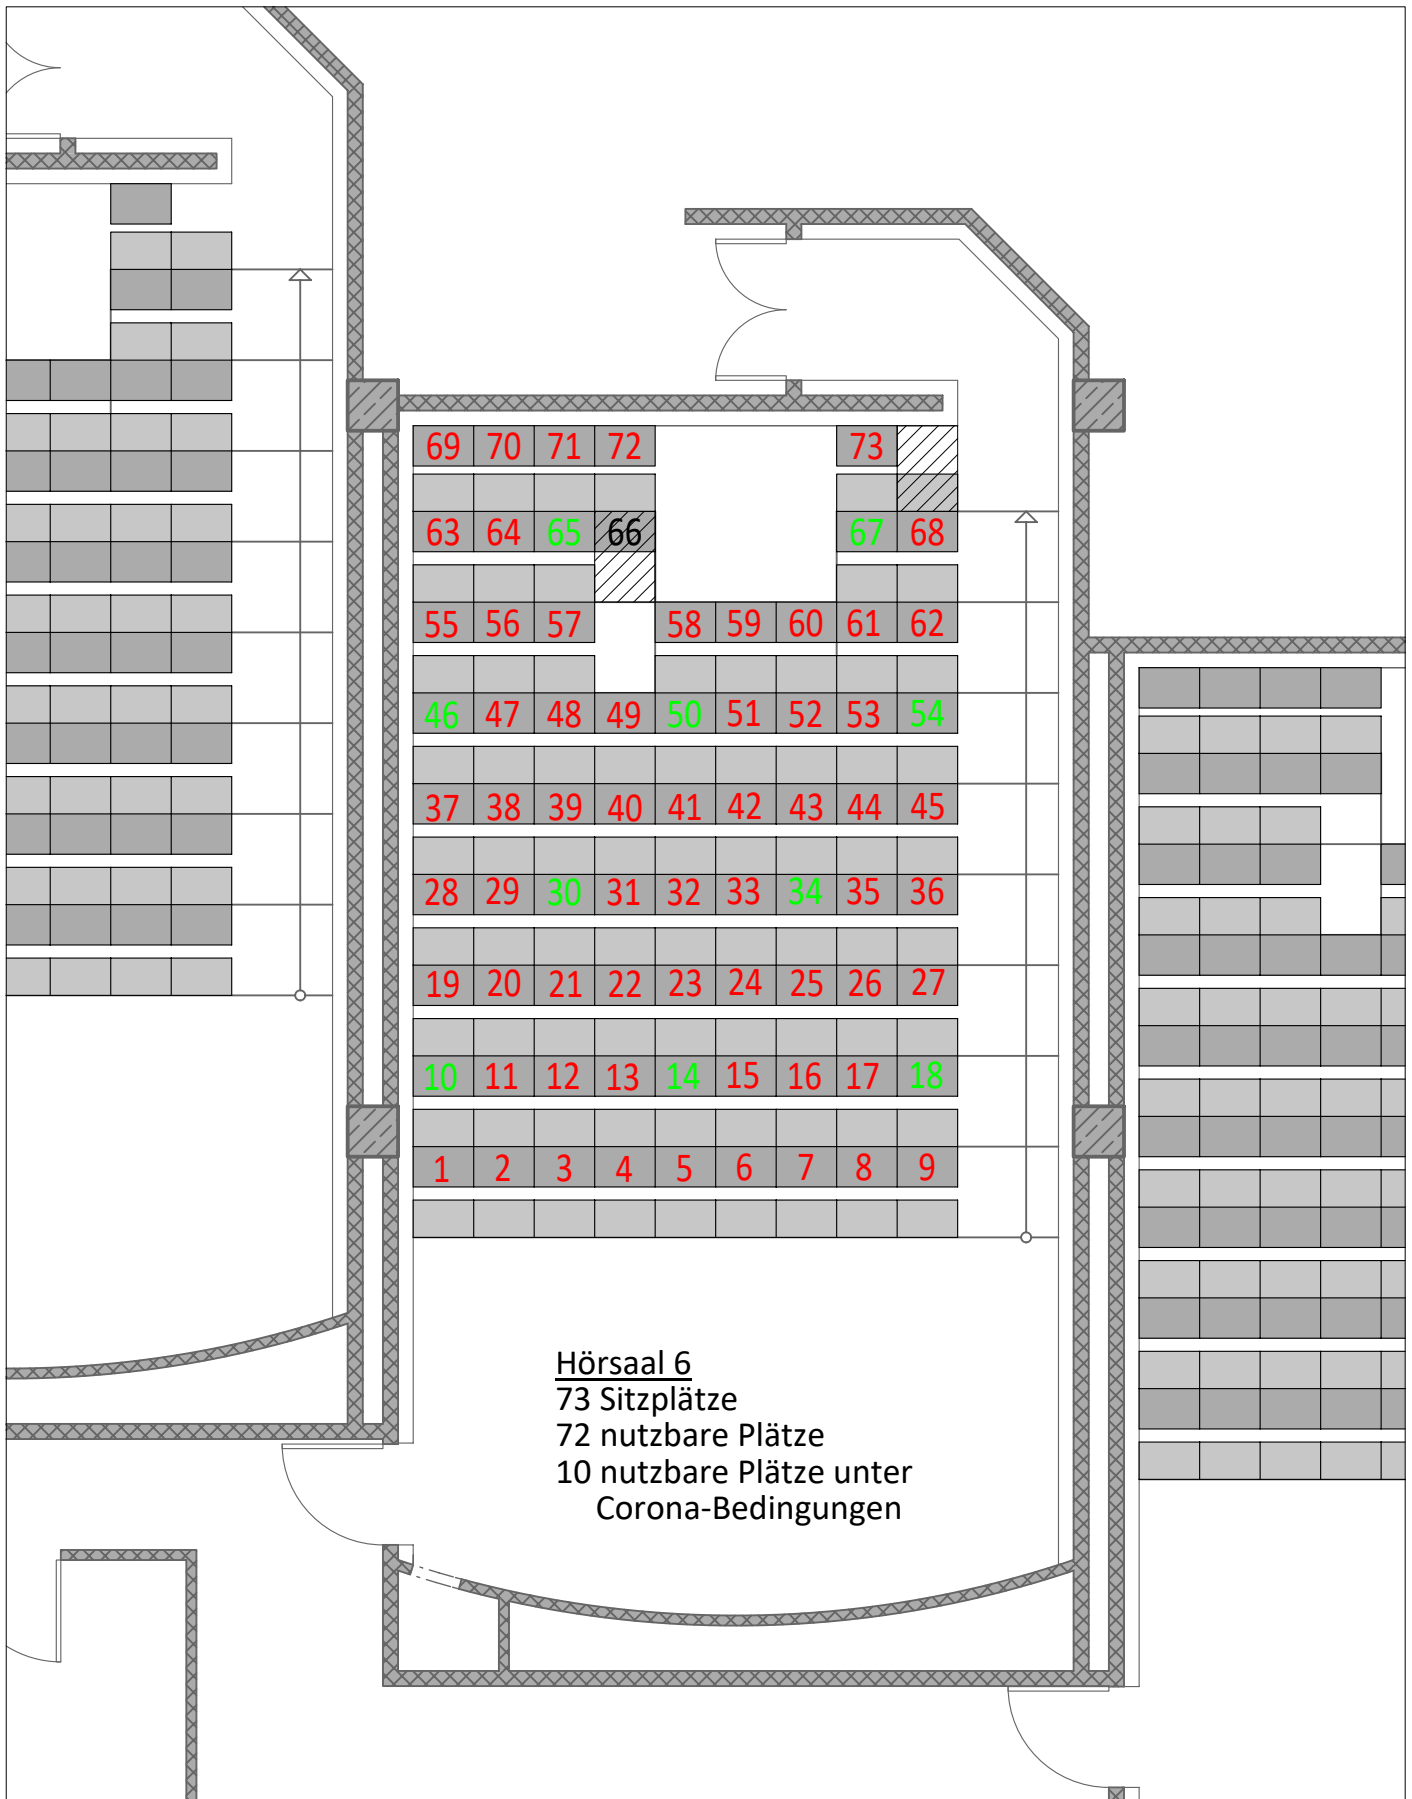 69 70 71 72 73
63 64 65 66 67 68
55 56 57 58 59 60 61 62
46 47 48 49 50 51 52 53 54
37 38 39 40 41 42 43 44 45
28 29 30 31 32 33 34 35 36
19 20 21 22 23 24 25 26 27
10 11 12 13 14 15 16 17 18
1 2 3 4 5 6 7 8 9
Hörsaal 6
73 Sitzplätze
72 nutzbare Plätze
10 nutzbare Plätze unter
Corona-Bedingungen